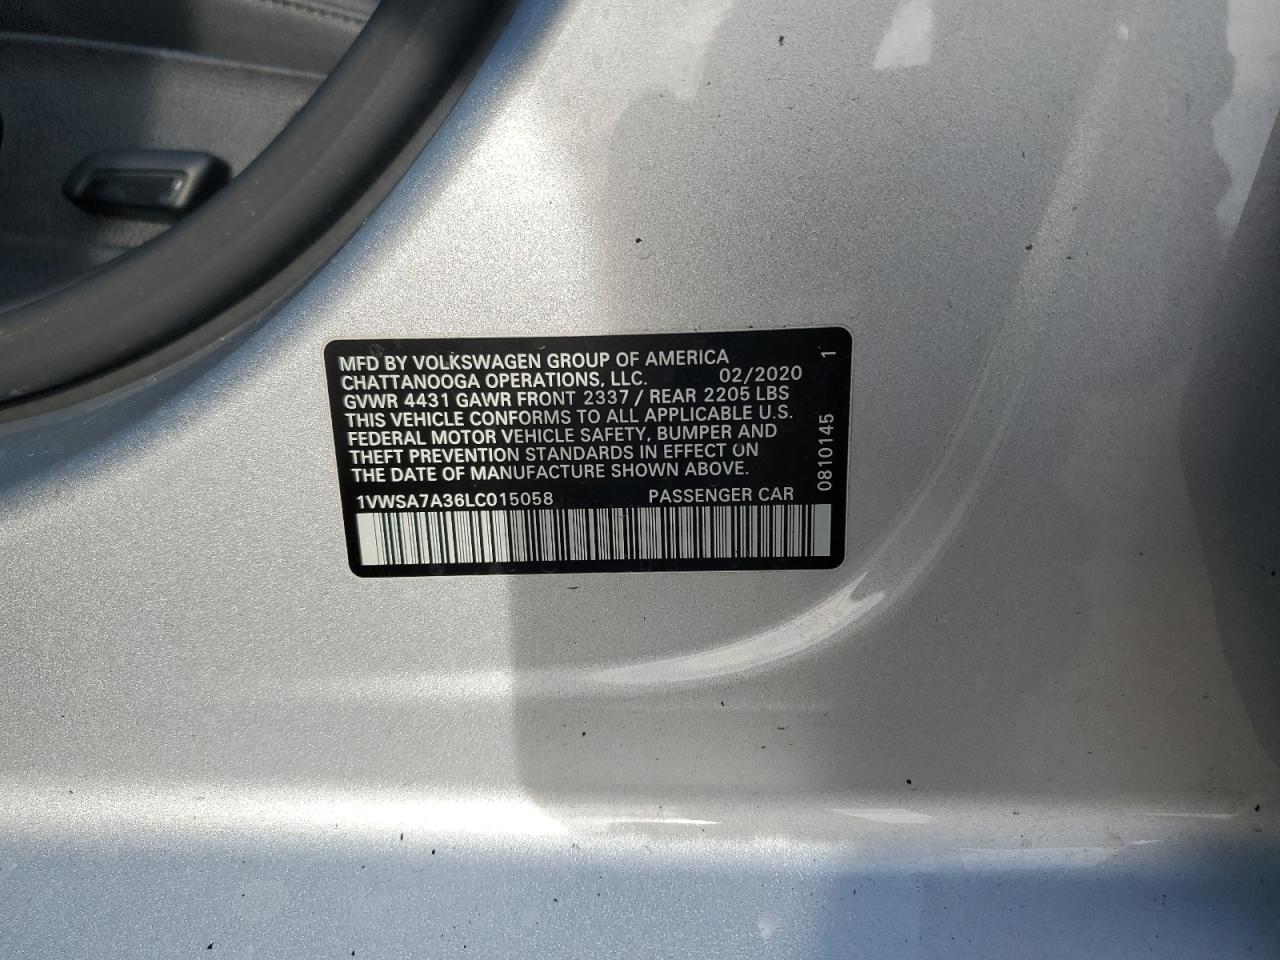 MFD BY VOLKSWAGEN GROUP OF AMERICA
CHATTANOOGA OPERATIONS, LLC. 02/2020
GVWR 4431 GAWR FRONT 2337 / REAR 2205 LBS
THIS VEHICLE CONFORMS TO ALL APPLICABLE U.S.
FEDERAL MOTOR VEHICLE SAFETY, BUMPER AND
THEFT PREVENTION STANDARDS IN EFFECT ON
THE DATE OF MANUFACTURE SHOWN ABOVE.
1VWSA7A36LC015058 PASSENGER CAR
0810145 1